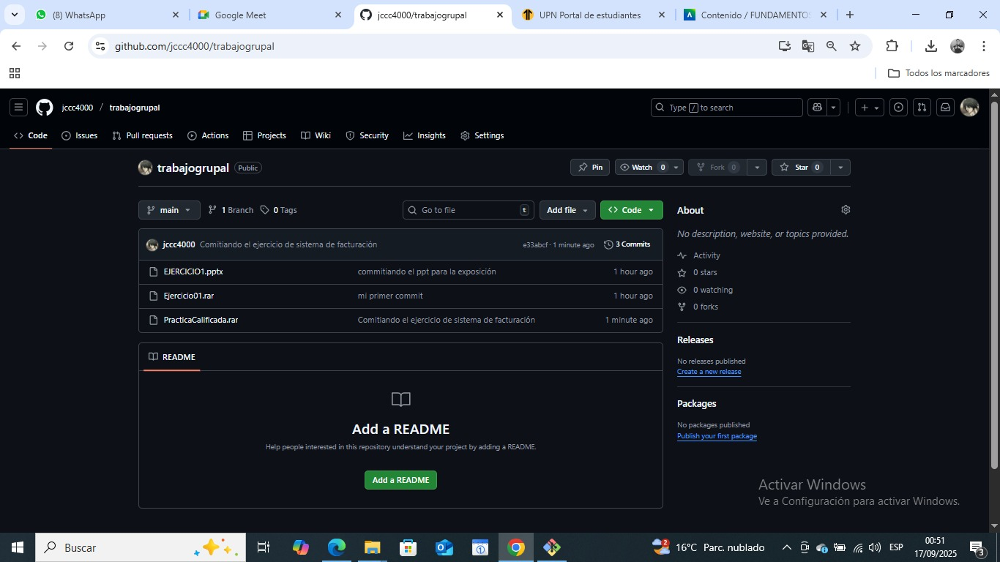 (8) WhatsApp
Google Meet
jccc4000/trabajogrupal
UPN Portal de estudiantes
Contenido / FUNDAMENTOS
github.com/jccc4000/trabajogrupal
Todos los marcadores
jccc4000 / trabajogrupal
Type / to search
Code Issues Pull requests Actions Projects Wiki Security Insights Settings
trabajogrupal Public
Pin Watch 0 Fork 0 Star 0
main 1 Branch 0 Tags Go to file t Add file <> Code
jccc4000 Comitiando el ejercicio de sistema de facturación e33abcf · 1 minute ago 3 Commits
EJERCICIO1.pptx commitiando el ppt para la exposición 1 hour ago
Ejercicio01.rar mi primer commit 1 hour ago
PracticaCalificada.rar Comitiando el ejercicio de sistema de facturación 1 minute ago
README
Add a README
Help people interested in this repository understand your project by adding a README.
Add a README
About
No description, website, or topics provided.
Activity
0 stars
0 watching
0 forks
Releases
No releases published
Create a new release
Packages
No packages published
Publish your first package
Activar Windows
Ve a Configuración para activar Windows.
Buscar
2
16°C Parc. nublado
ESP
00:51
17/09/2025
3